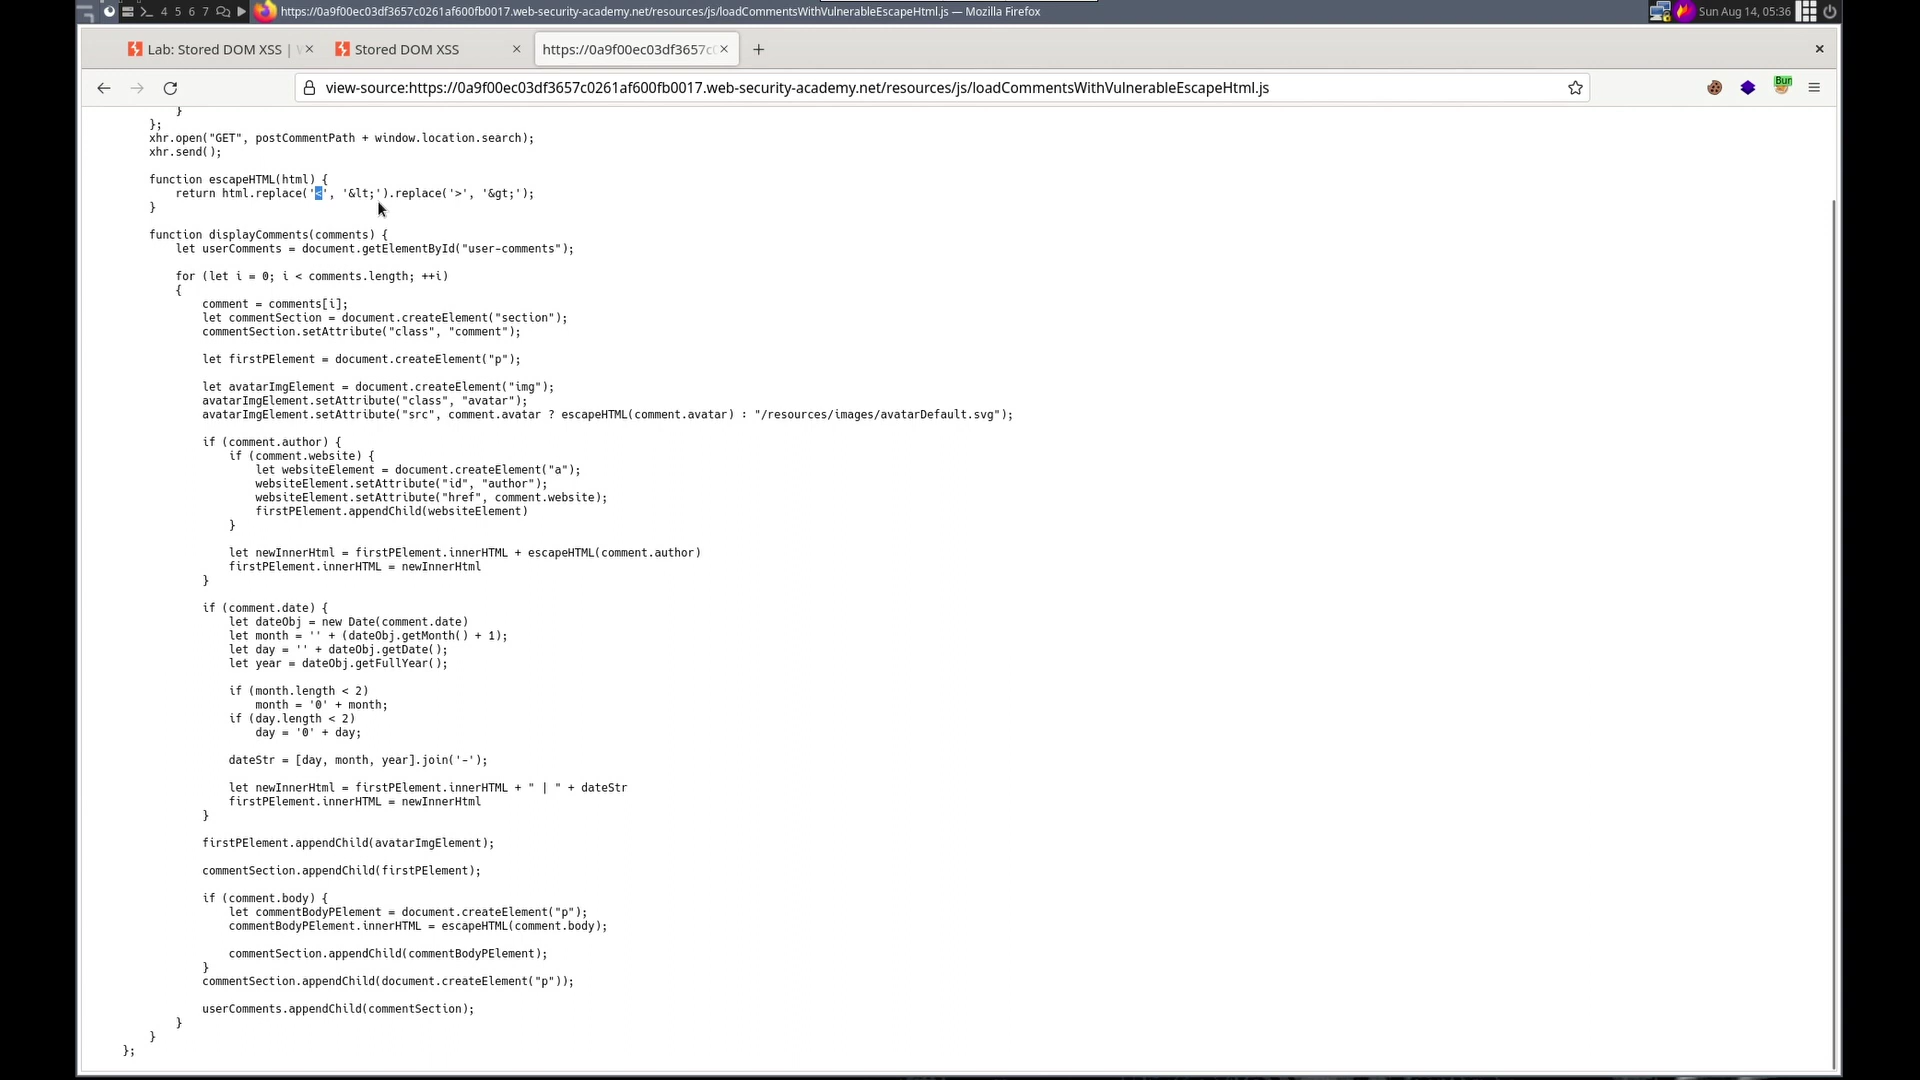 4 5 6 7
https://0a9f00ec03df3657c0261af600fb0017.web-security-academy.net/resources/js/loadCommentsWithVulnerableEscapeHtml.js — Mozilla Firefox
Sun Aug 14, 05:36
Lab: Stored DOM XSS |
Stored DOM XSS
https://0a9f00ec03df3657c
view-source:https://0a9f00ec03df3657c0261af600fb0017.web-security-academy.net/resources/js/loadCommentsWithVulnerableEscapeHtml.js
Bur
}
};
xhr.open("GET", postCommentPath + window.location.search);
xhr.send();
function escapeHTML(html) {
return html.replace('<', '&lt;').replace('>', '&gt;');
}
function displayComments(comments) {
let userComments = document.getElementById("user-comments");
for (let i = 0; i < comments.length; ++i)
{
comment = comments[i];
let commentSection = document.createElement("section");
commentSection.setAttribute("class", "comment");
let firstPElement = document.createElement("p");
let avatarImgElement = document.createElement("img");
avatarImgElement.setAttribute("class", "avatar");
avatarImgElement.setAttribute("src", comment.avatar ? escapeHTML(comment.avatar) : "/resources/images/avatarDefault.svg");
if (comment.author) {
if (comment.website) {
let websiteElement = document.createElement("a");
websiteElement.setAttribute("id", "author");
websiteElement.setAttribute("href", comment.website);
firstPElement.appendChild(websiteElement)
}
let newInnerHtml = firstPElement.innerHTML + escapeHTML(comment.author)
firstPElement.innerHTML = newInnerHtml
}
if (comment.date) {
let dateObj = new Date(comment.date)
let month = '' + (dateObj.getMonth() + 1);
let day = '' + dateObj.getDate();
let year = dateObj.getFullYear();
if (month.length < 2)
month = '0' + month;
if (day.length < 2)
day = '0' + day;
dateStr = [day, month, year].join('-');
let newInnerHtml = firstPElement.innerHTML + " | " + dateStr
firstPElement.innerHTML = newInnerHtml
}
firstPElement.appendChild(avatarImgElement);
commentSection.appendChild(firstPElement);
if (comment.body) {
let commentBodyPElement = document.createElement("p");
commentBodyPElement.innerHTML = escapeHTML(comment.body);
commentSection.appendChild(commentBodyPElement);
}
commentSection.appendChild(document.createElement("p"));
userComments.appendChild(commentSection);
}
}
};